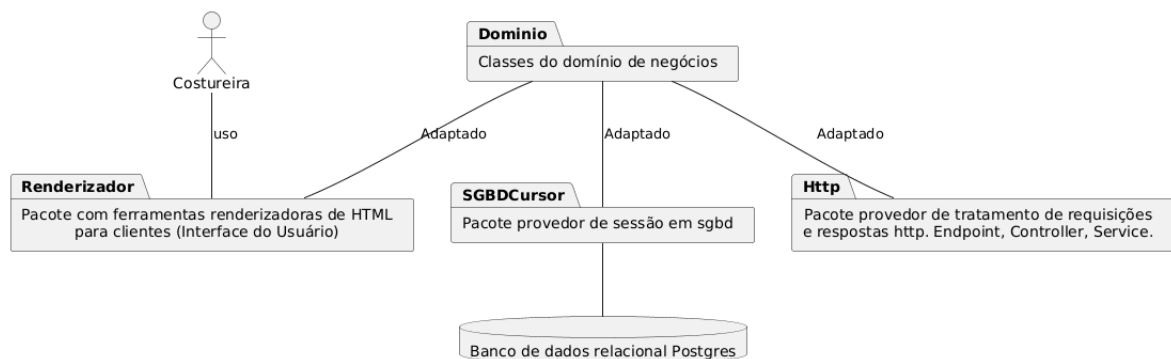 Dominio
Classes do domínio de negócios
Costureira
uso
Adaptado
Adaptado
Adaptado
Renderizador
Pacote com ferramentas renderizadoras de HTML
para clientes (Interface do Usuário)
SGBDCursor
Pacote provedor de sessão em sgbd
Http
Pacote provedor de tratamento de requisições
e respostas http. Endpoint, Controller, Service.
Banco de dados relacional Postgres